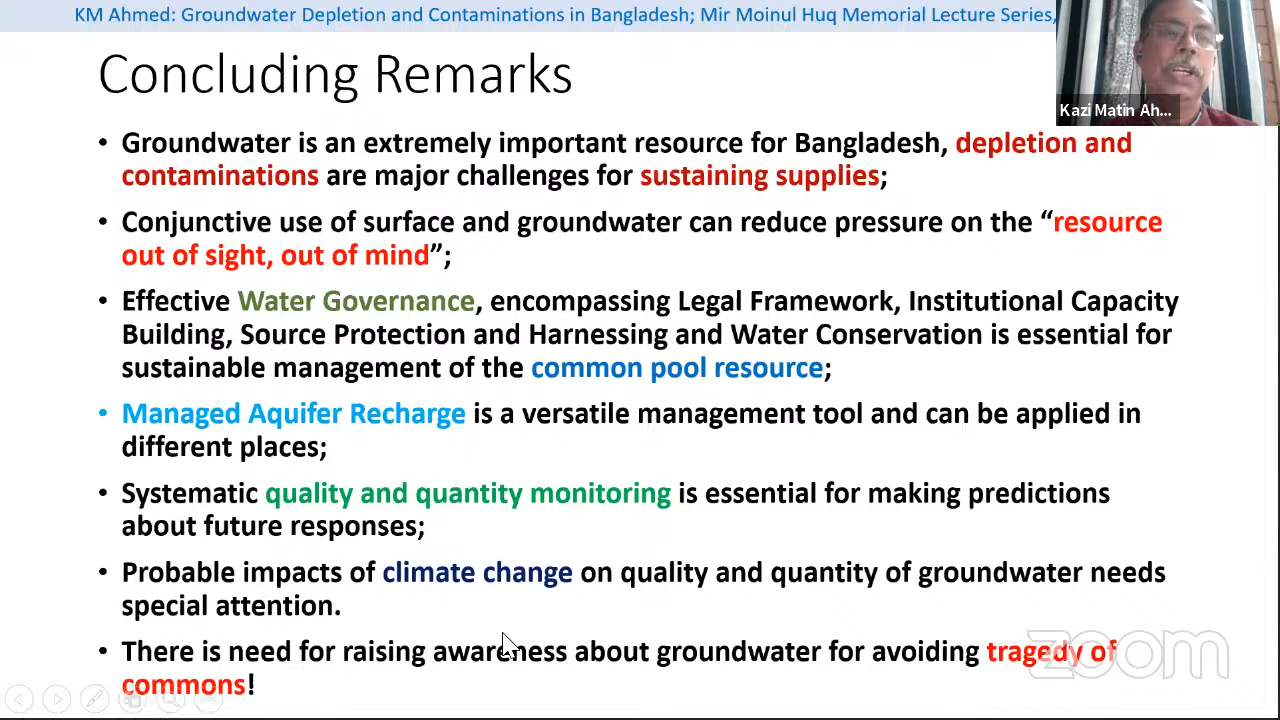 KM Ahmed: Groundwater Depletion and Contaminations in Bangladesh; Mir Moinul Huq Memorial Lecture Series,
Kazi Matin Ah...
Concluding Remarks
• Groundwater is an extremely important resource for Bangladesh, depletion and
contaminations are major challenges for sustaining supplies;
• Conjunctive use of surface and groundwater can reduce pressure on the “resource
out of sight, out of mind”;
• Effective Water Governance, encompassing Legal Framework, Institutional Capacity
Building, Source Protection and Harnessing and Water Conservation is essential for
sustainable management of the common pool resource;
• Managed Aquifer Recharge is a versatile management tool and can be applied in
different places;
• Systematic quality and quantity monitoring is essential for making predictions
about future responses;
• Probable impacts of climate change on quality and quantity of groundwater needs
special attention.
• There is need for raising awareness about groundwater for avoiding tragedy of
commons!
zoom